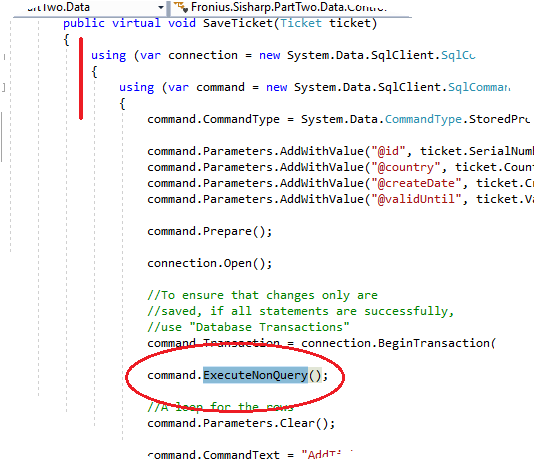 artTwo.Data Fronius.Sisharp.PartTwo.Data.Control
public virtual void SaveTicket(Ticket ticket)
{
using (var connection = new System.Data.SqlClient.SqlCo
{
using (var command = new System.Data.SqlClient.SqlComman
{
command.CommandType = System.Data.CommandType.StoredPro
command.Parameters.AddWithValue("@id", ticket.SerialNum
command.Parameters.AddWithValue("@country", ticket.Coun
command.Parameters.AddWithValue("@createDate", ticket.Cr
command.Parameters.AddWithValue("@validUntil", ticket.Va
command.Prepare();
connection.Open();
//To ensure that changes only are
//saved, if all statements are successfully,
//use "Database Transactions"
command.Transaction = connection.BeginTransaction(
command.ExecuteNonQuery();
//A loop for the rows
command.Parameters.Clear();
command.CommandText =